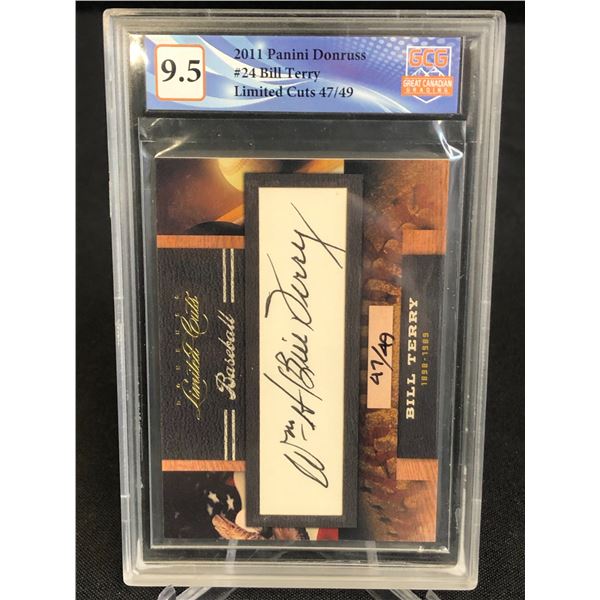 9.5
2011 Panini Donruss
#24 Bill Terry
Limited Cuts 47/49
GCG
GREAT CANADIAN
GRADING
DONRUSS
Limited Cuts
Baseball
Wm H Bill Terry
47/49
BILL TERRY
1898-1989